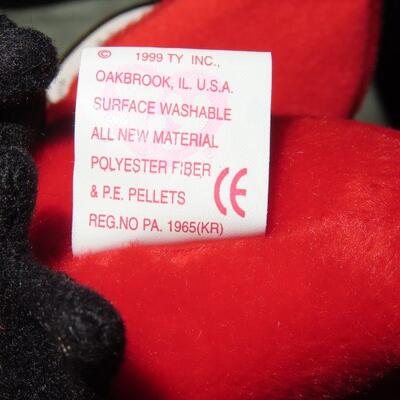 © 1999 TY INC.,
OAKBROOK, IL. U.S.A.
SURFACE WASHABLE
ALL NEW MATERIAL
POLYESTER FIBER
& P.E. PELLETS CE
REG.NO PA. 1965(KR)